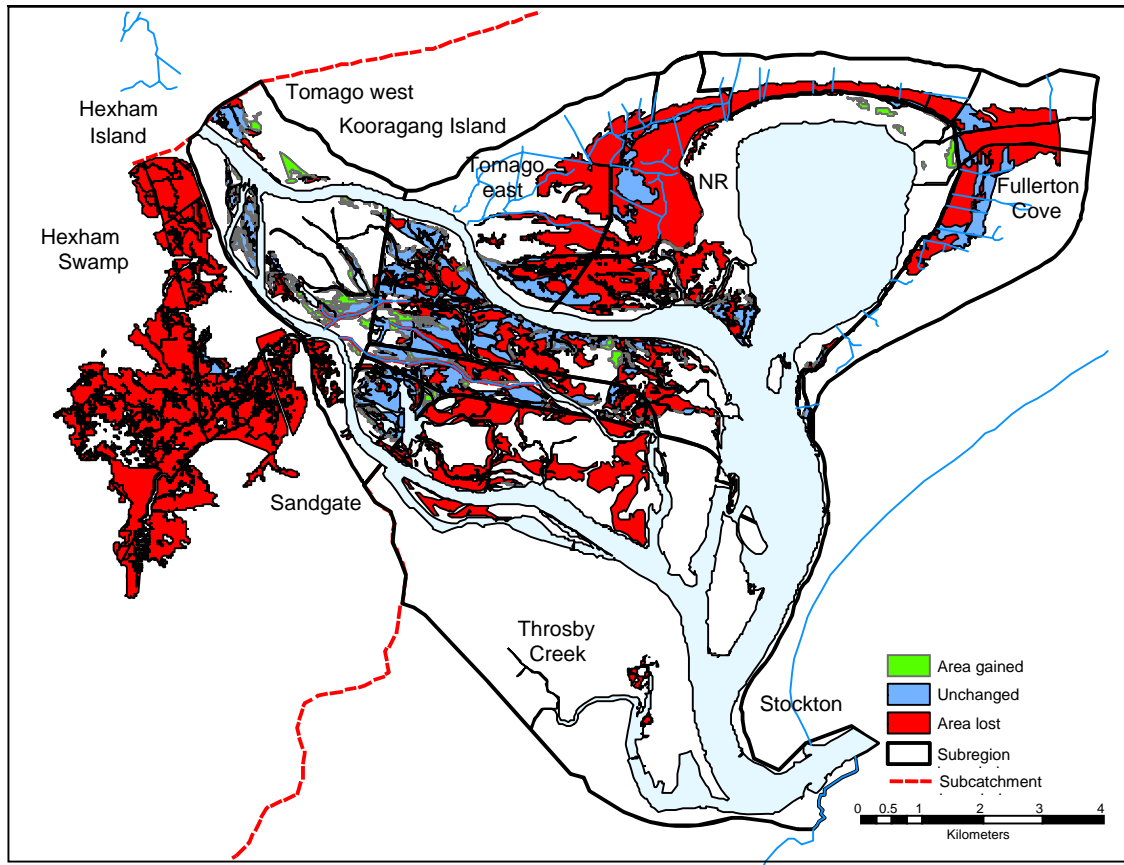 Hexham
Island
Tomago west
Kooragang Island
Tomago
east
NR
Fullerton
Cove
Hexham
Swamp
Sandgate
Throsby
Creek
Stockton
Area gained
Unchanged
Area lost
Subregion
Subcatchment
0 0.5 1 2 3 4
Kilometers